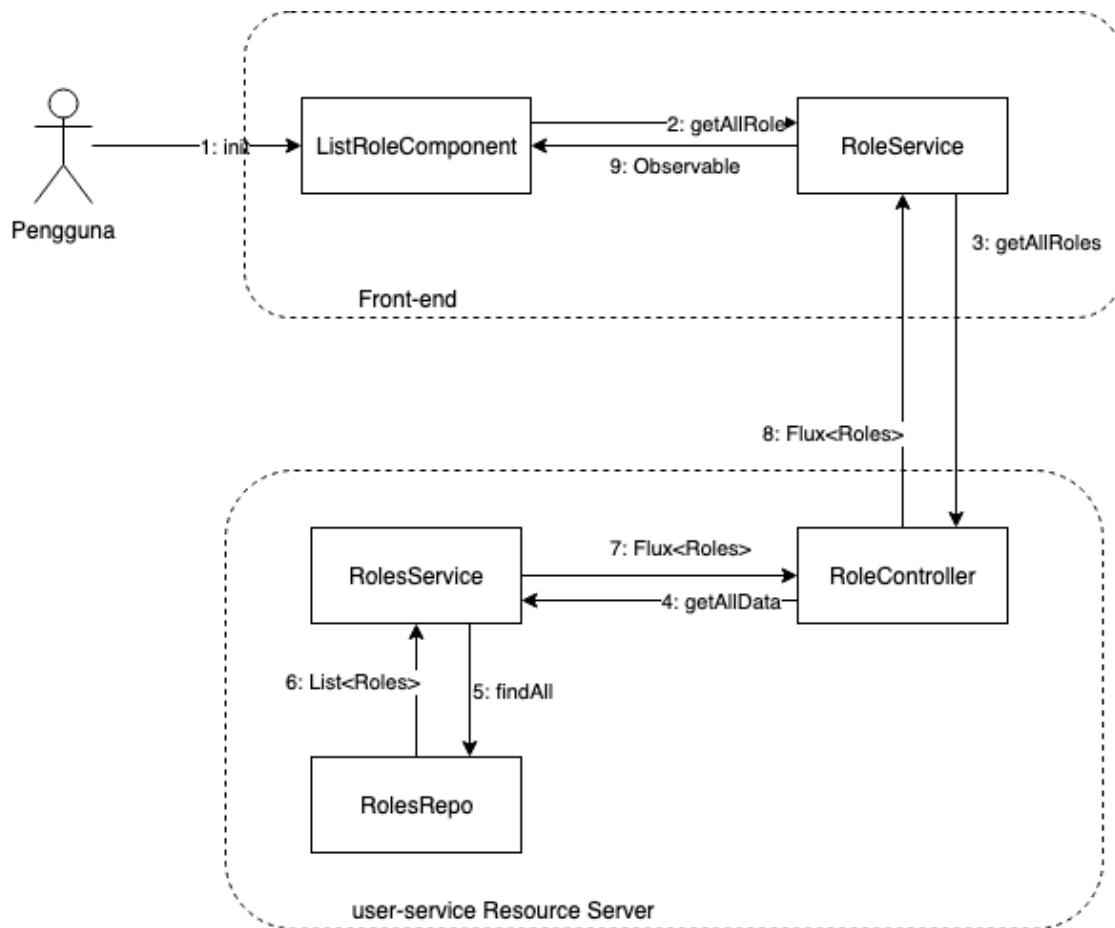 ListRoleComponent
2: getAllRole
RoleService
1: init
9: Observable
Pengguna
3: getAllRoles
Front-end
8: Flux<Roles>
RolesService
7: Flux<Roles>
RoleController
4: getAllData
6: List<Roles>
5: findAll
RolesRepo
user-service Resource Server